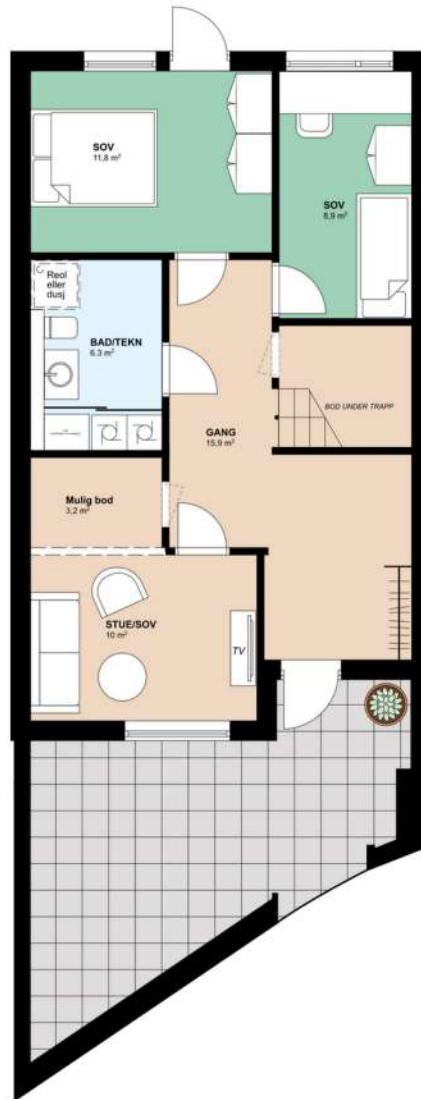 SOV
11,8 m²
SOV
8,9 m²
Reol
eller
dusj
BAD/TEKN
6.3 m²
BOD UNDER TRAPP
GANG
15,9 m²
Mulig bod
3,2 m²
STUE/SOV
10 m²
TV